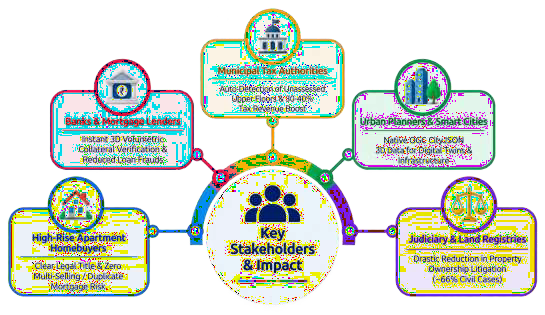 Municipal Tax Authorities
Auto-Detection of Unassessed
Upper Floors & 30-40%
Tax Revenue Boost
Banks & Mortgage Lenders
Instant 3D Volumetric
Collateral Verification &
Reduced Loan Frauds
Urban Planners & Smart Cities
Native OGC CityJSON
3D Data for Digital Twins &
Infrastructure
High-Rise Apartment
Homebuyers
Clear Legal Title & Zero
Multi-Selling / Duplicate
Mortgage Risk
Key
Stakeholders
& Impact
Judiciary & Land Registries
Drastic Reduction in Property
Ownership Litigation
(~66% Civil Cases)